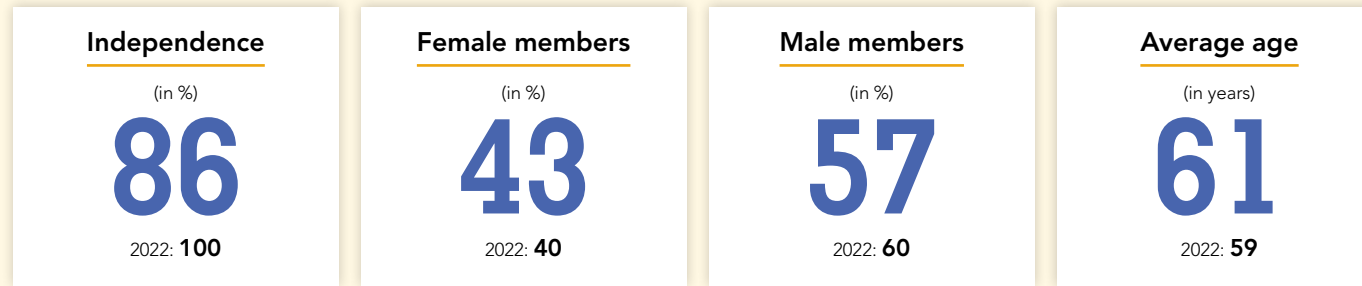 Independence
(in %)
86
2022: 100
Female members
(in %)
43
2022: 40
Male members
(in %)
57
2022: 60
Average age
(in years)
61
2022: 59